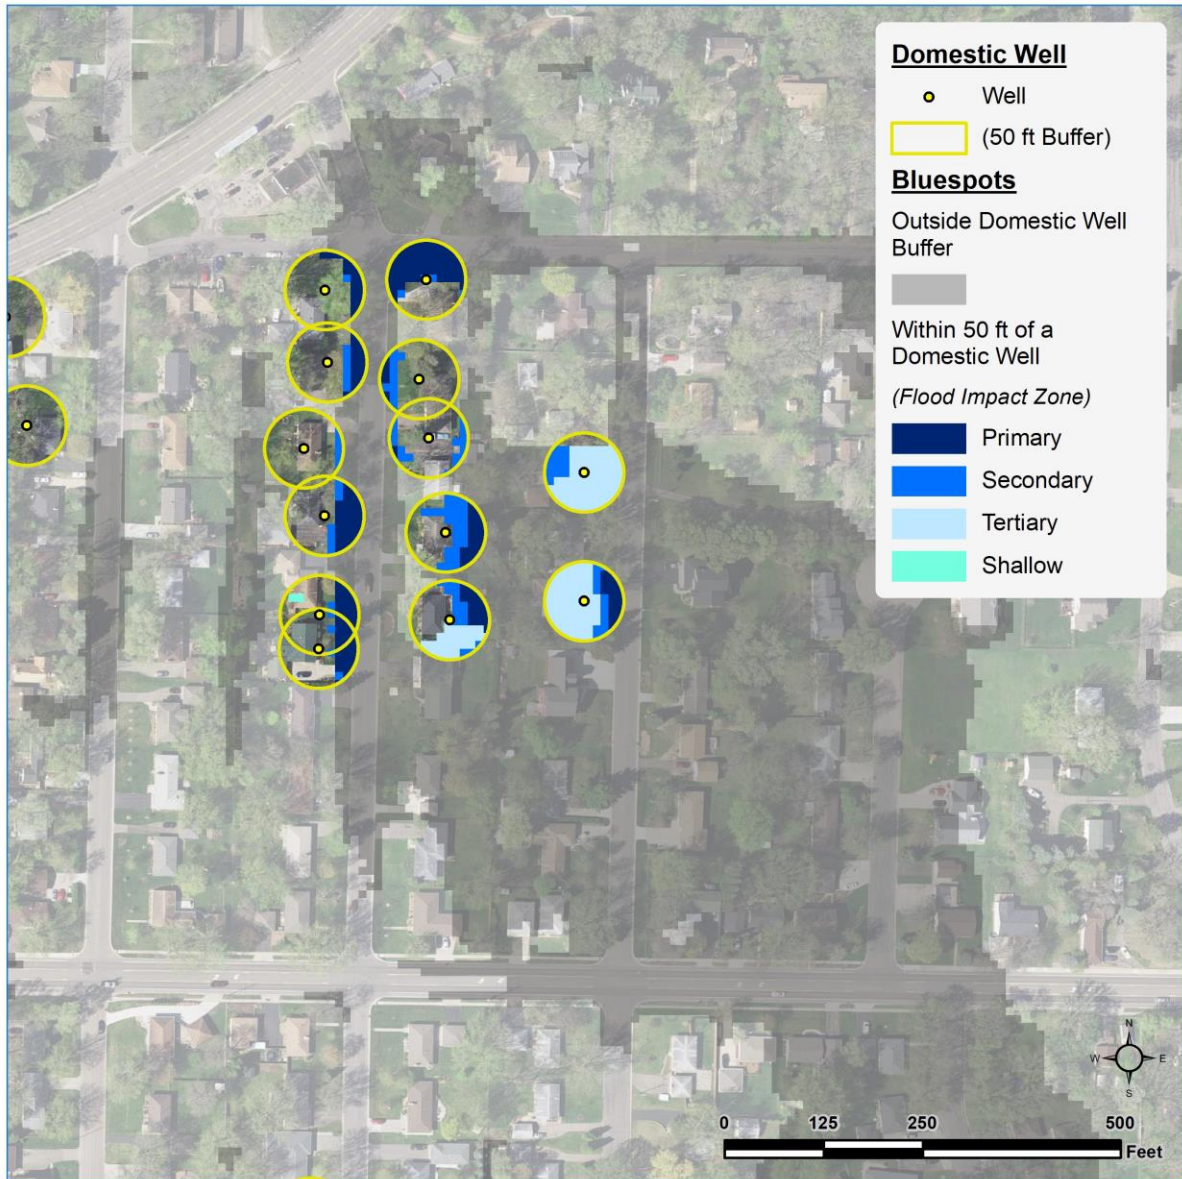 Domestic Well
Well
(50 ft Buffer)
Bluespots
Outside Domestic Well
Buffer
Within 50 ft of a
Domestic Well
(Flood Impact Zone)
Primary
Secondary
Tertiary
Shallow
N
W E
S
0 125 250 500
Feet